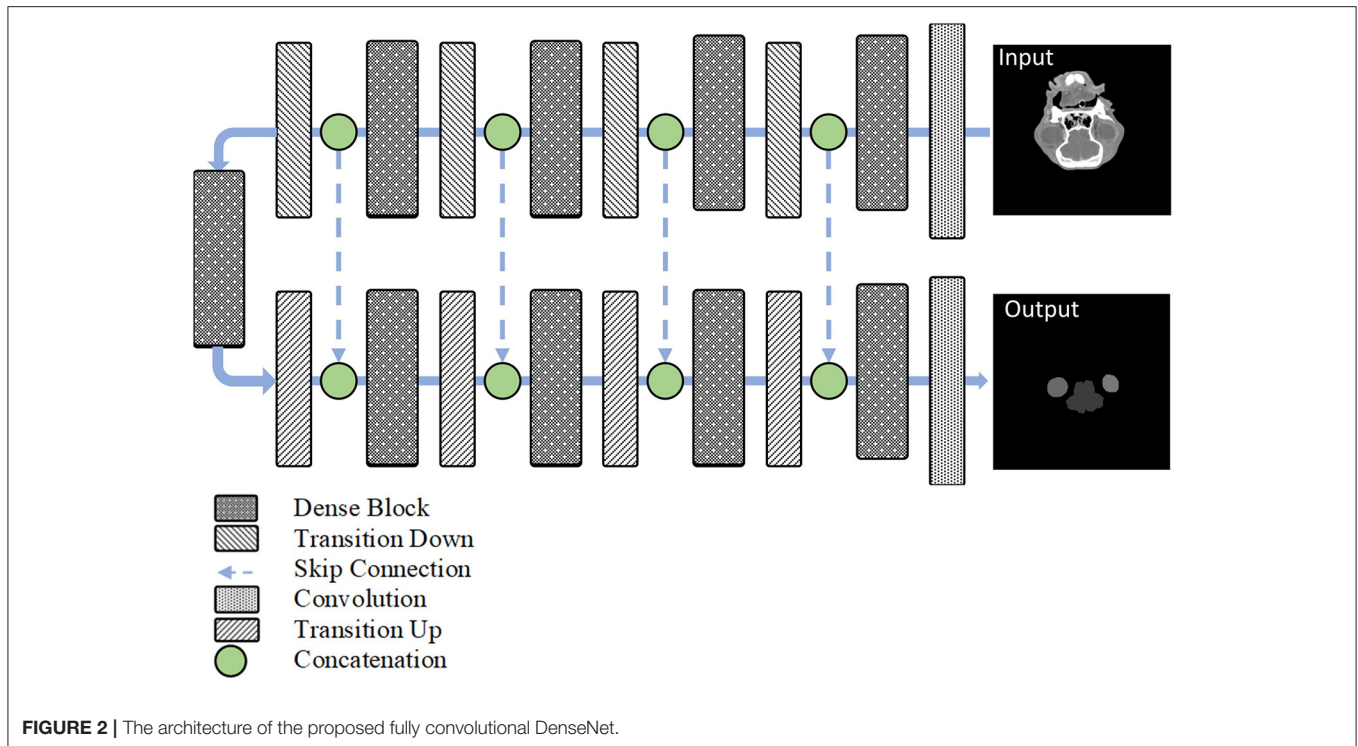 Input
Output
Dense Block
Transition Down
Skip Connection
Convolution
Transition Up
Concatenation
FIGURE 2 | The architecture of the proposed fully convolutional DenseNet.